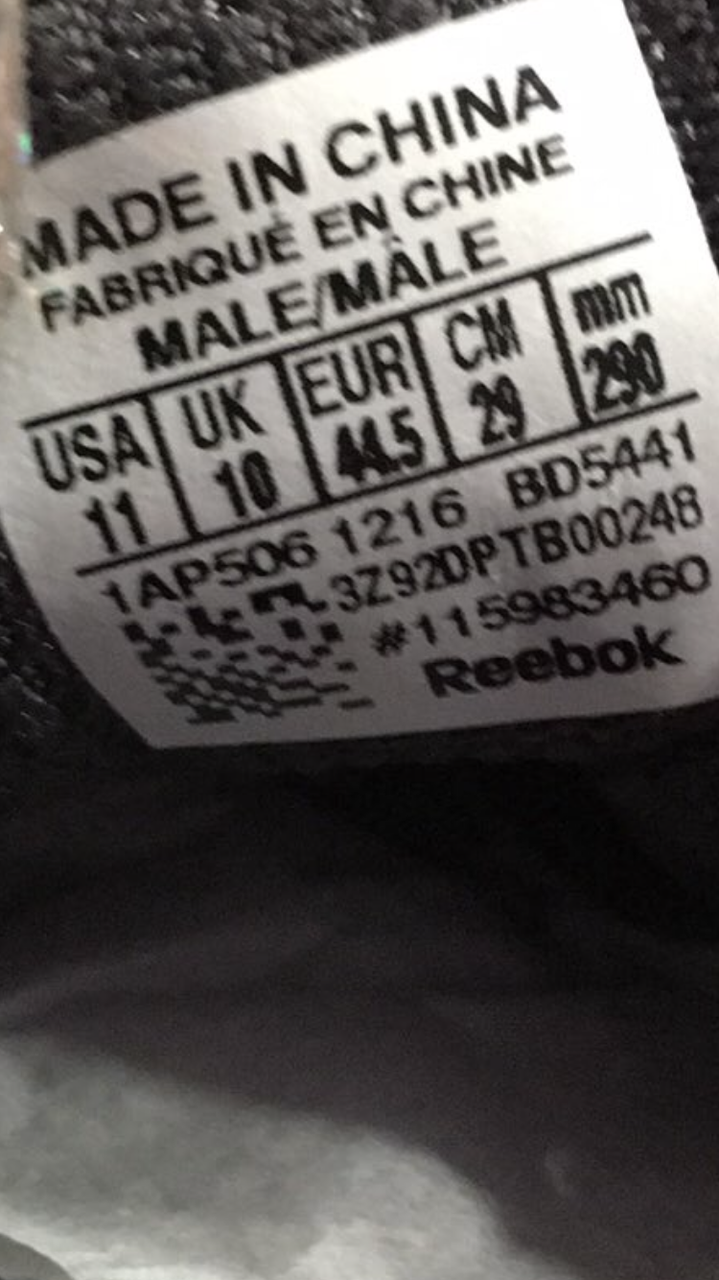 MADE IN CHINA
FABRIQUÉ EN CHINE
MALE/MÂLE
USA UK EUR CM mm
11 10 44.5 29 290
1AP506 1216 BD5441
3Z92DPTB00248
#115983460
Reebok